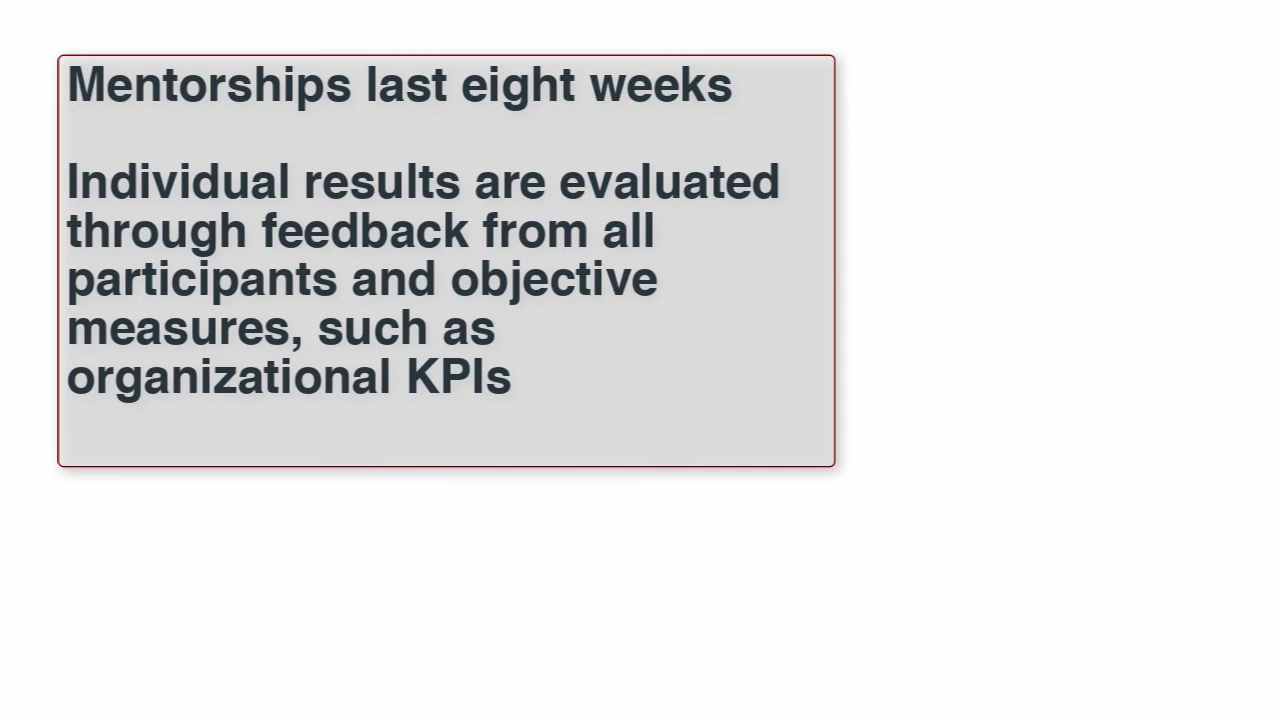 Mentorships last eight weeks
Individual results are evaluated
through feedback from all
participants and objective
measures, such as
organizational KPIs